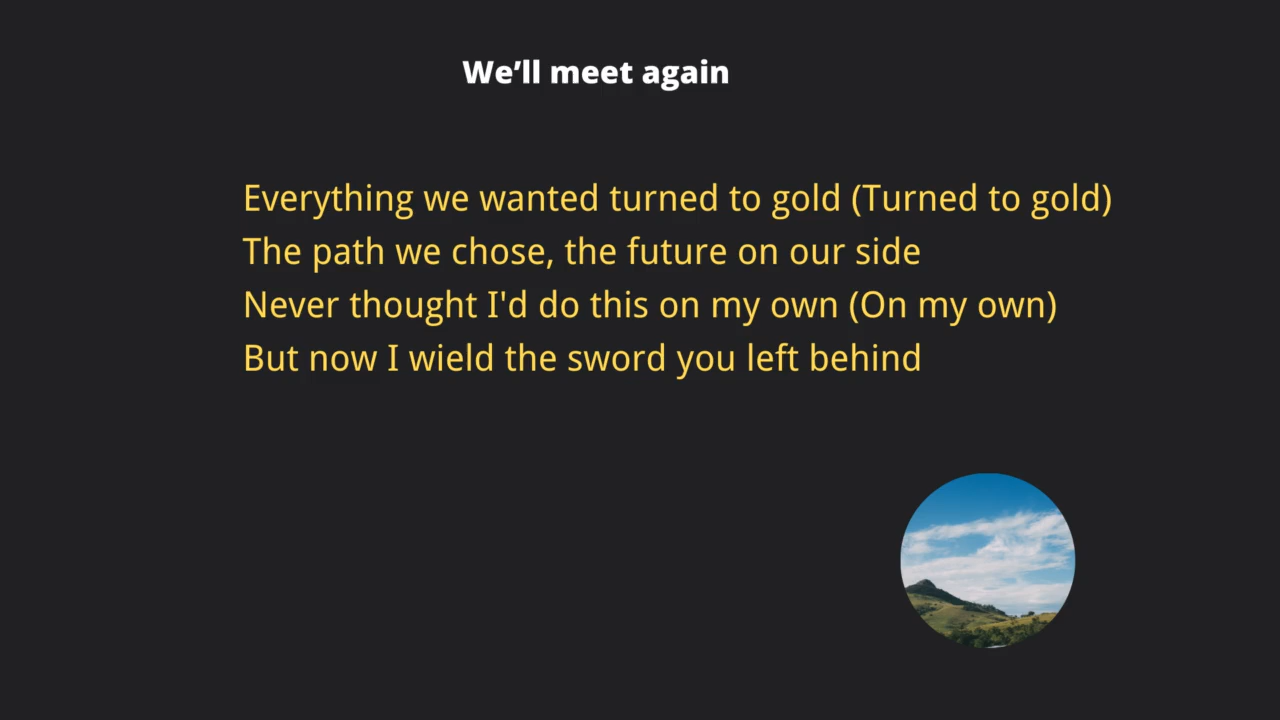 We’ll meet again
Everything we wanted turned to gold (Turned to gold)
The path we chose, the future on our side
Never thought I'd do this on my own (On my own)
But now I wield the sword you left behind